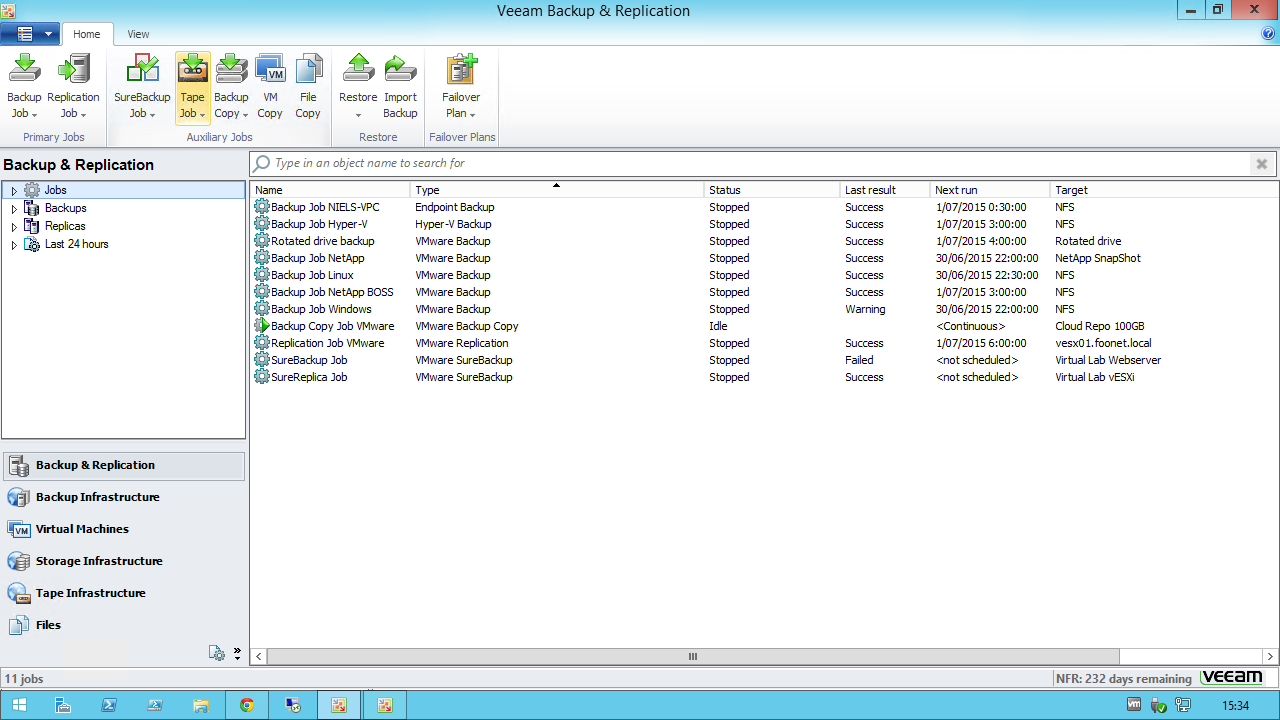 Veeam Backup & Replication
Home View
Backup Job
Replication Job
SureBackup Job
Tape Job
Backup Copy
VM
VM Copy
File Copy
Restore
Import Backup
Failover Plan
Primary Jobs Auxiliary Jobs Restore Failover Plans
Backup & Replication
Type in an object name to search for
Jobs
Backups
Replicas
Last 24 hours
Name Type Status Last result Next run Target
Backup Job NIELS-VPC Endpoint Backup Stopped Success 1/07/2015 0:30:00 NFS
Backup Job Hyper-V Hyper-V Backup Stopped Success 1/07/2015 3:00:00 NFS
Rotated drive backup VMware Backup Stopped Success 1/07/2015 4:00:00 Rotated drive
Backup Job NetApp VMware Backup Stopped Success 30/06/2015 22:00:00 NetApp SnapShot
Backup Job Linux VMware Backup Stopped Success 30/06/2015 22:30:00 NFS
Backup Job NetApp BOSS VMware Backup Stopped Success 1/07/2015 3:00:00 NFS
Backup Job Windows VMware Backup Stopped Warning 30/06/2015 22:00:00 NFS
Backup Copy Job VMware VMware Backup Copy Idle <Continuous> Cloud Repo 100GB
Replication Job VMware VMware Replication Stopped Success 1/07/2015 6:00:00 vesx01.foonet.local
SureBackup Job VMware SureBackup Stopped Failed <not scheduled> Virtual Lab Webserver
SureReplica Job VMware SureBackup Stopped Success <not scheduled> Virtual Lab vESXi
Backup & Replication
Backup Infrastructure
VM
Virtual Machines
Storage Infrastructure
Tape Infrastructure
Files
11 jobs
NFR: 232 days remaining
veeam
vm
15:34